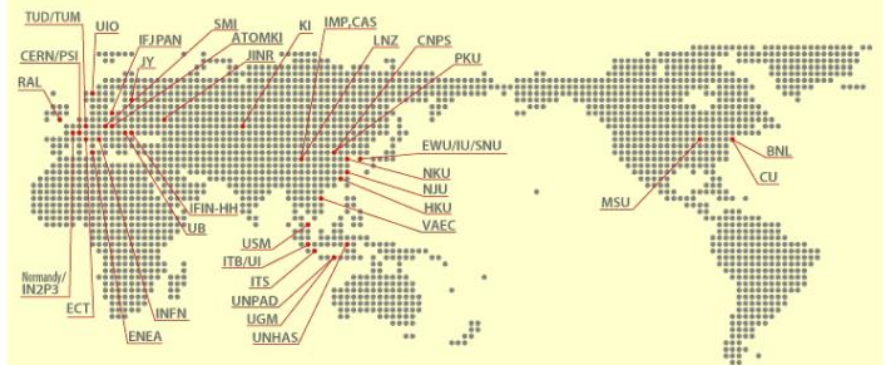 TUD/TUM
UIO
CERN/PSI
IFJPAN
JY
RAL
SMI
ATOMKI
JINR
KI
IMP,CAS
LNZ
CNPS
PKU
EWU/IU/SNU
NKU
NJU
HKU
VAEC
IFIN-HH
UB
USM
ITB/UI
ITS
UNPAD
UGM
UNHAS
Normandy/
IN2P3
ECT
INFN
ENEA
MSU
BNL
CU